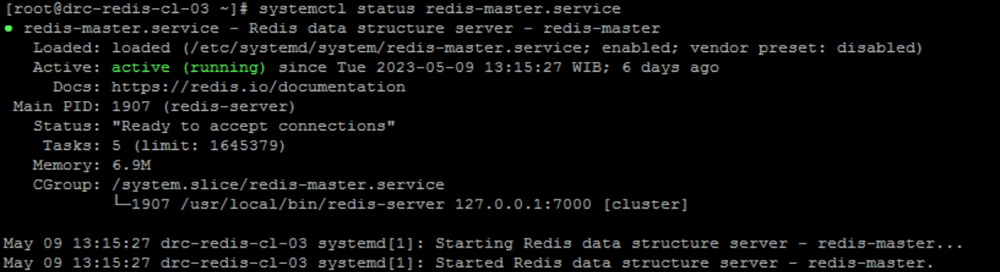 [root@drc-redis-cl-03 ~]# systemctl status redis-master.service
● redis-master.service - Redis data structure server - redis-master
   Loaded: loaded (/etc/systemd/system/redis-master.service; enabled; vendor preset: disabled)
   Active: active (running) since Tue 2023-05-09 13:15:27 WIB; 6 days ago
     Docs: https://redis.io/documentation
 Main PID: 1907 (redis-server)
   Status: "Ready to accept connections"
    Tasks: 5 (limit: 1645379)
   Memory: 6.9M
   CGroup: /system.slice/redis-master.service
           └─1907 /usr/local/bin/redis-server 127.0.0.1:7000 [cluster]
May 09 13:15:27 drc-redis-cl-03 systemd[1]: Starting Redis data structure server - redis-master...
May 09 13:15:27 drc-redis-cl-03 systemd[1]: Started Redis data structure server - redis-master.